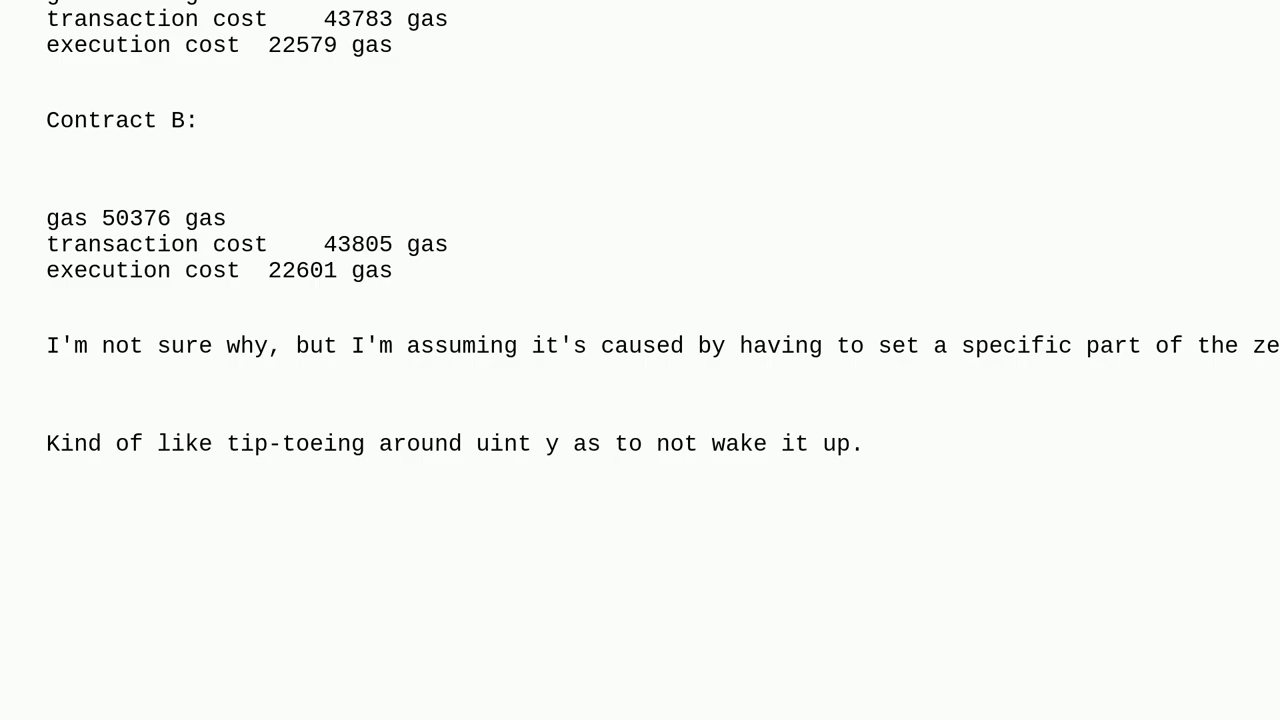 transaction cost    43783 gas
execution cost  22579 gas
Contract B:
gas 50376 gas
transaction cost    43805 gas
execution cost  22601 gas
I'm not sure why, but I'm assuming it's caused by having to set a specific part of the ze
Kind of like tip-toeing around uint y as to not wake it up.